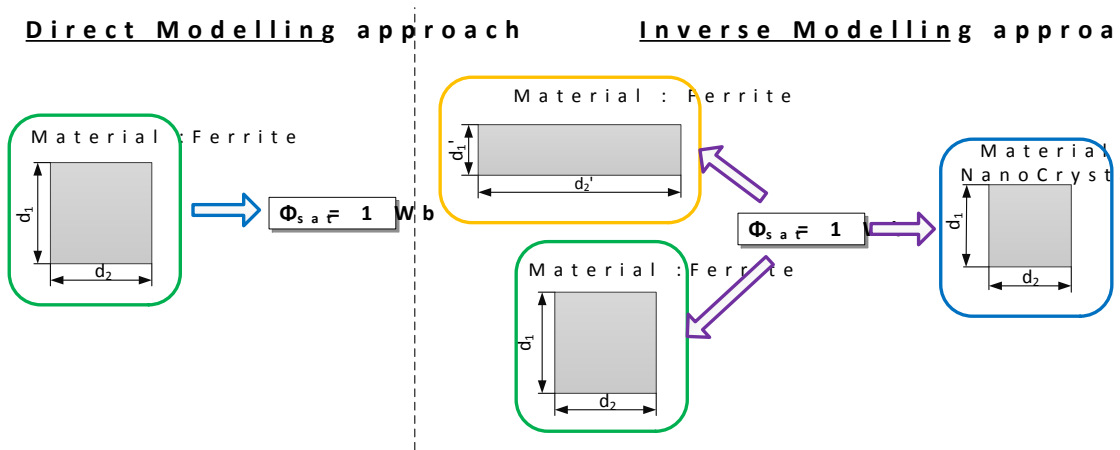 Direct Modelling approach
Inverse Modelling approa
Material : Ferrite
d1
d2
Φsat= 1 Wb
Material : Ferrite
d1'
d2'
Material : Ferrite
d1
d2
Φsat= 1
Material
NanoCryst
d1
d2